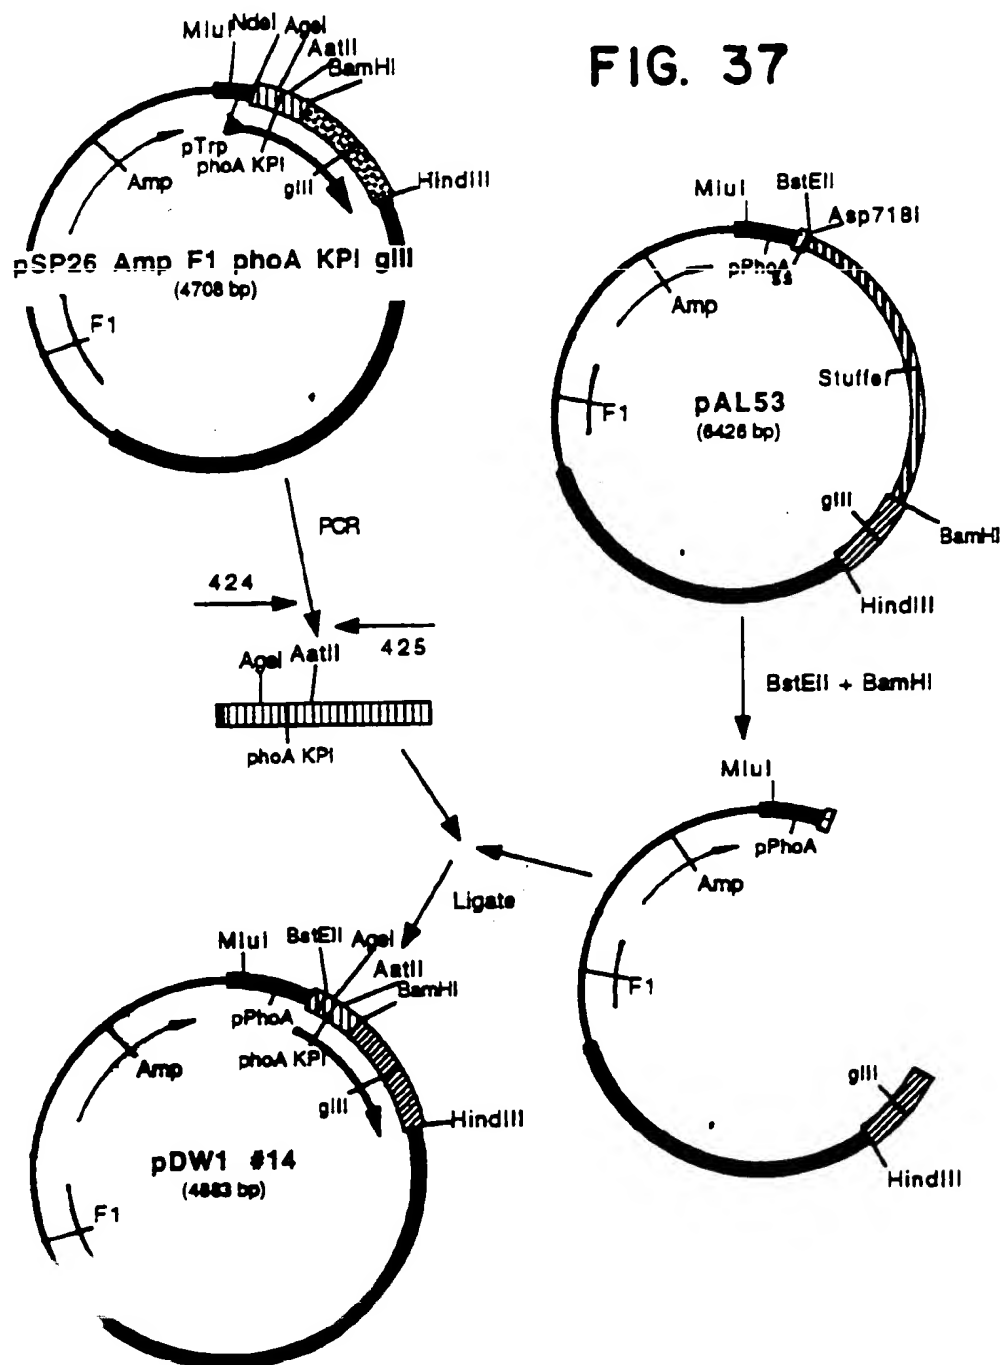 FIG. 37
MluI NdeI AgeI
AatII
BamHI
pTrp
phoA KPI
Amp
gIII
HindIII
pSP26 Amp F1 phoA KPI gIII
(4708 bp)
F1
MluI
BstEII
Asp718I
pPhoA
ss
Amp
Stuffer
F1
pAL53
(6426 bp)
gIII
BamHI
HindIII
PCR
424
425
AgeI AatII
phoA KPI
BstEII + BamHI
MluI
pPhoA
Amp
F1
gIII
HindIII
Ligate
MluI BstEII AgeI
AatII
BamHI
pPhoA
phoA KPI
Amp
gIII
HindIII
pDW1 #14
(4883 bp)
F1